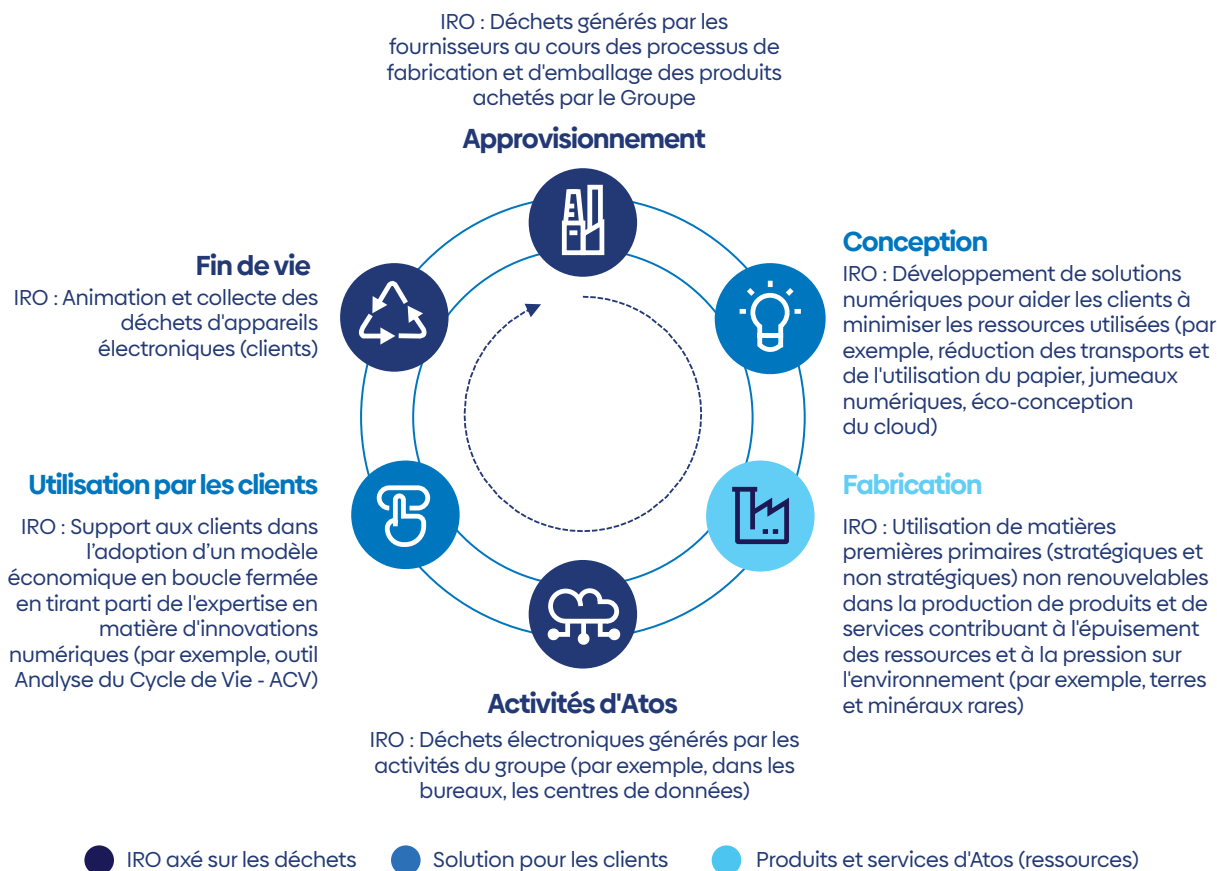 IRO : Déchets générés par les
fournisseurs au cours des processus de
fabrication et d'emballage des produits
achetés par le Groupe
Approvisionnement
Conception
IRO : Développement de solutions
numériques pour aider les clients à
minimiser les ressources utilisées (par
exemple, réduction des transports et
de l'utilisation du papier, jumeaux
numériques, éco-conception
du cloud)
Fabrication
IRO : Utilisation de matières
premières primaires (stratégiques et
non stratégiques) non renouvelables
dans la production de produits et de
services contribuant à l'épuisement
des ressources et à la pression sur
l'environnement (par exemple, terres
et minéraux rares)
Activités d'Atos
IRO : Déchets électroniques générés par les
activités du groupe (par exemple, dans les
bureaux, les centres de données)
Utilisation par les clients
IRO : Support aux clients dans
l’adoption d’un modèle
économique en boucle fermée
en tirant parti de l'expertise en
matière d'innovations
numériques (par exemple, outil
Analyse du Cycle de Vie - ACV)
Fin de vie
IRO : Animation et collecte des
déchets d'appareils
électroniques (clients)
IRO axé sur les déchets
Solution pour les clients
Produits et services d'Atos (ressources)